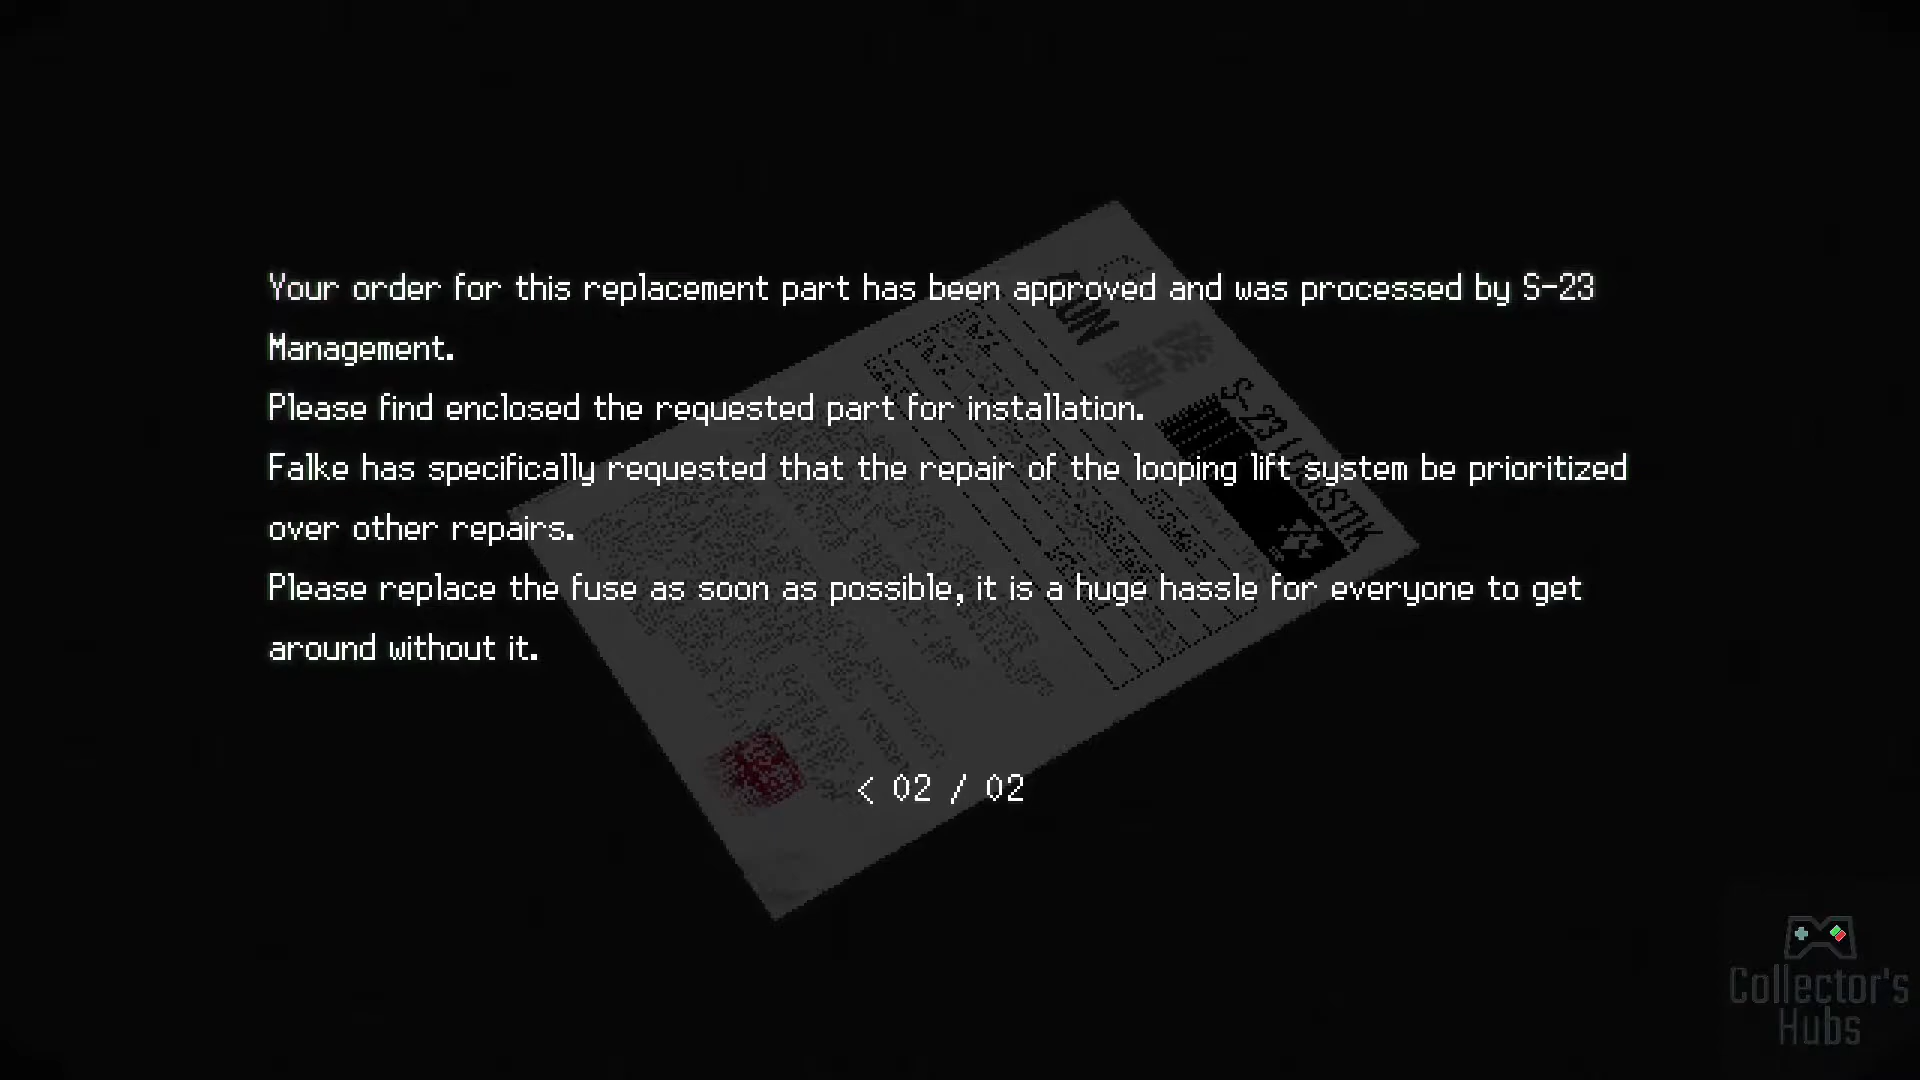 Your order for this replacement part has been approved and was processed by S-23
Management.
Please find enclosed the requested part for installation.
Falke has specifically requested that the repair of the looping lift system be prioritized
over other repairs.
Please replace the fuse as soon as possible, it is a huge hassle for everyone to get
around without it.
< 02 / 02
Collector's
Hubs